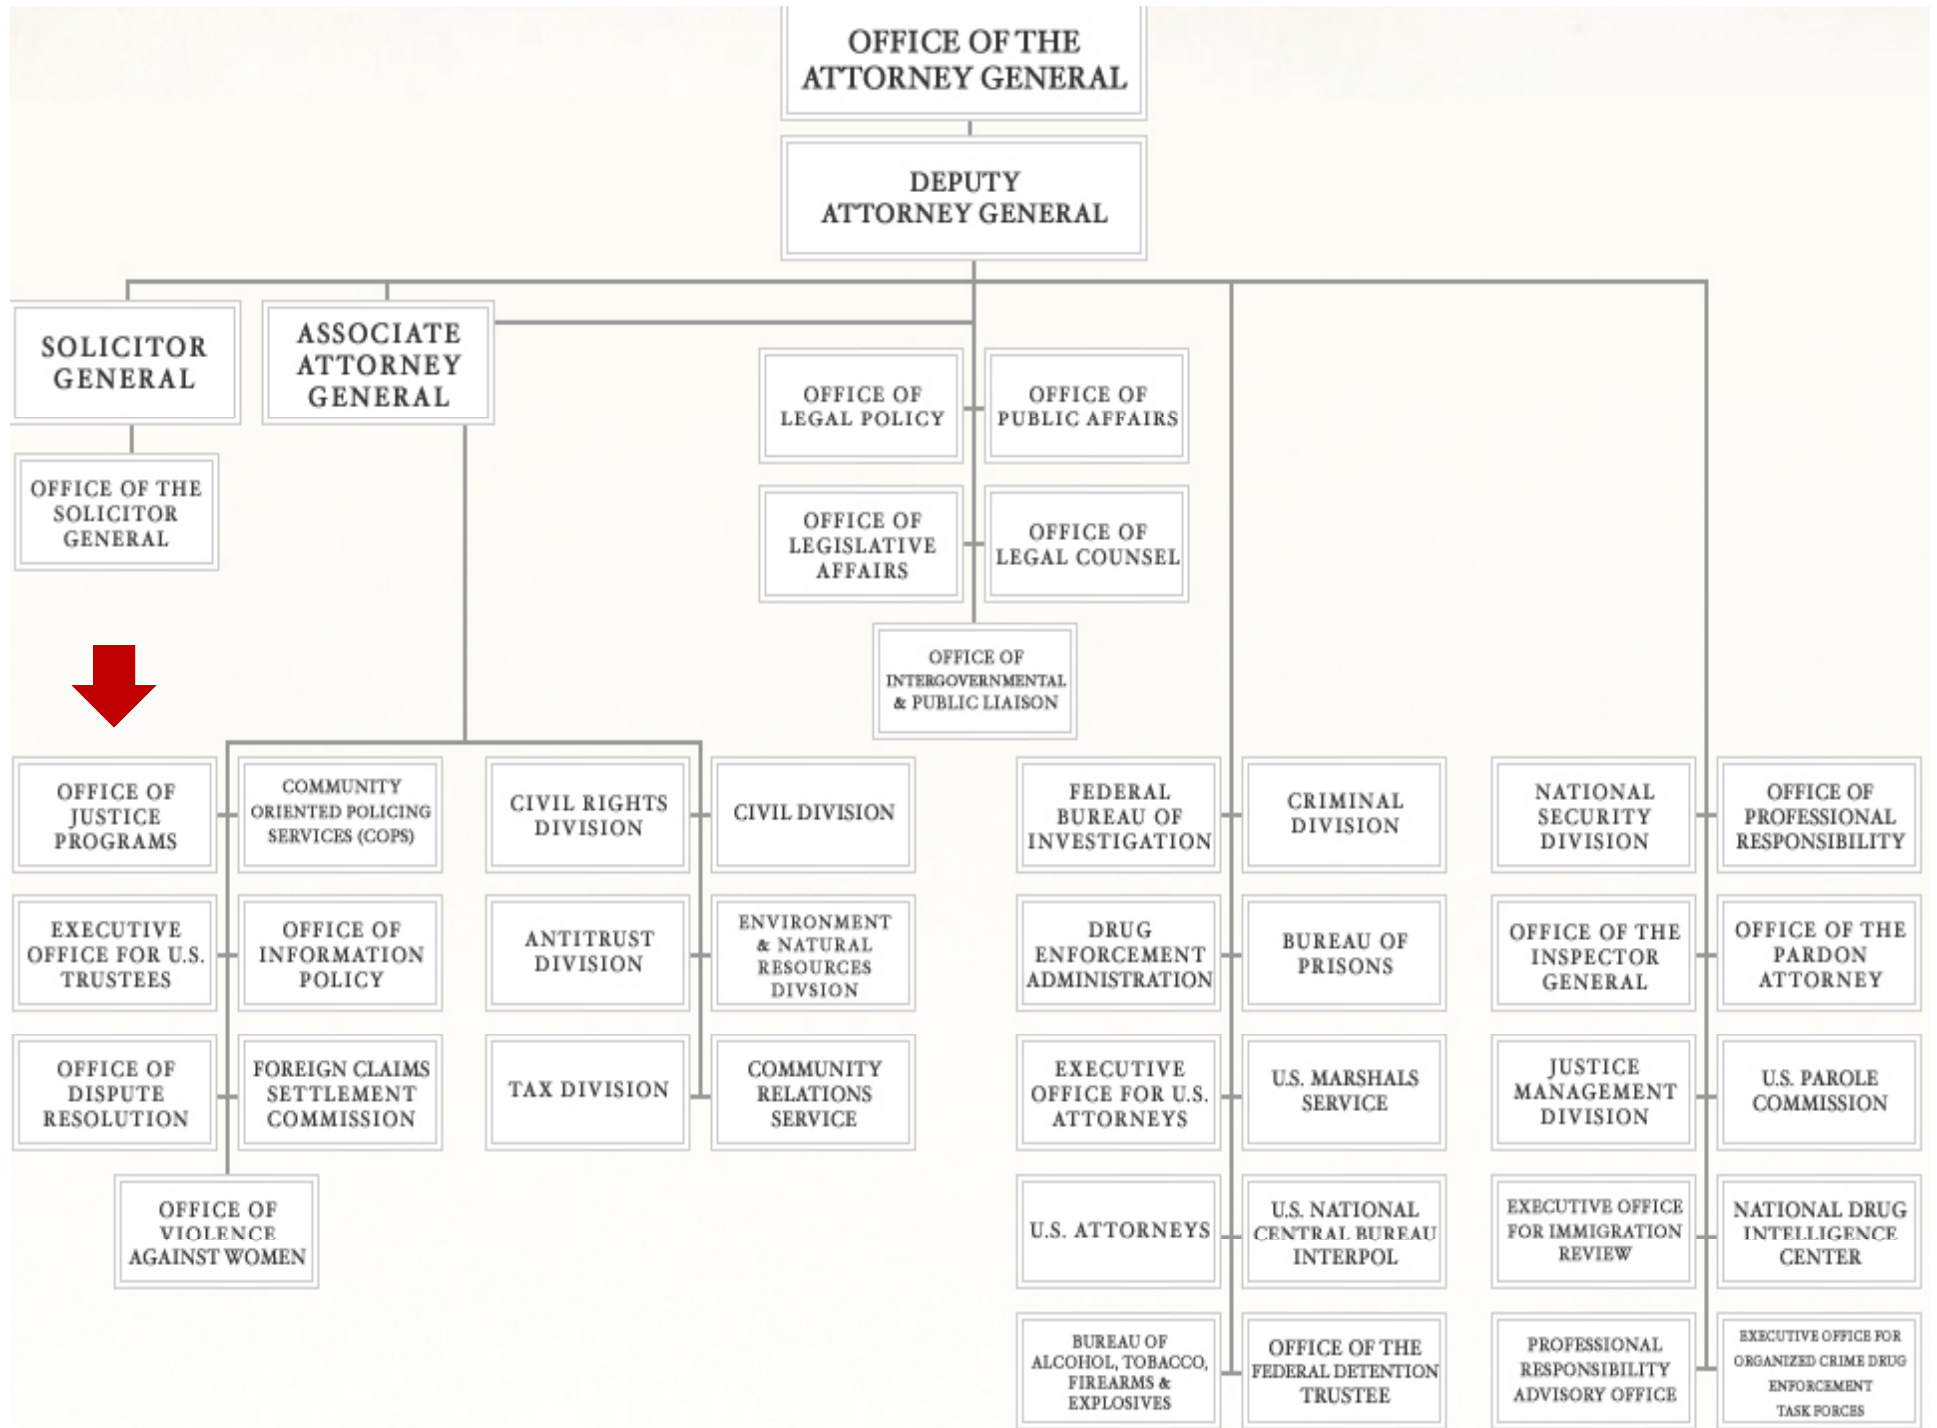 OFFICE OF THE
ATTORNEY GENERAL
DEPUTY
ATTORNEY GENERAL
SOLICITOR
GENERAL
ASSOCIATE
ATTORNEY
GENERAL
OFFICE OF THE
SOLICITOR
GENERAL
OFFICE OF
LEGAL POLICY
OFFICE OF
PUBLIC AFFAIRS
OFFICE OF
LEGISLATIVE
AFFAIRS
OFFICE OF
LEGAL COUNSEL
OFFICE OF
INTERGOVERNMENTAL
& PUBLIC LIAISON
OFFICE OF
JUSTICE
PROGRAMS
COMMUNITY
ORIENTED POLICING
SERVICES (COPS)
CIVIL RIGHTS
DIVISION
CIVIL DIVISION
FEDERAL
BUREAU OF
INVESTIGATION
CRIMINAL
DIVISION
NATIONAL
SECURITY
DIVISION
OFFICE OF
PROFESSIONAL
RESPONSIBILITY
EXECUTIVE
OFFICE FOR U.S.
TRUSTEES
OFFICE OF
INFORMATION
POLICY
ANTITRUST
DIVISION
ENVIRONMENT
& NATURAL
RESOURCES
DIVSION
DRUG
ENFORCEMENT
ADMINISTRATION
BUREAU OF
PRISONS
OFFICE OF THE
INSPECTOR
GENERAL
OFFICE OF THE
PARDON
ATTORNEY
OFFICE OF
DISPUTE
RESOLUTION
FOREIGN CLAIMS
SETTLEMENT
COMMISSION
TAX DIVISION
COMMUNITY
RELATIONS
SERVICE
EXECUTIVE
OFFICE FOR U.S.
ATTORNEYS
U.S. MARSHALS
SERVICE
JUSTICE
MANAGEMENT
DIVISION
U.S. PAROLE
COMMISSION
OFFICE OF
VIOLENCE
AGAINST WOMEN
U.S. ATTORNEYS
U.S. NATIONAL
CENTRAL BUREAU
INTERPOL
EXECUTIVE OFFICE
FOR IMMIGRATION
REVIEW
NATIONAL DRUG
INTELLIGENCE
CENTER
BUREAU OF
ALCOHOL, TOBACCO,
FIREARMS &
EXPLOSIVES
OFFICE OF THE
FEDERAL DETENTION
TRUSTEE
PROFESSIONAL
RESPONSIBILITY
ADVISORY OFFICE
EXECUTIVE OFFICE FOR
ORGANIZED CRIME DRUG
ENFORCEMENT
TASK FORCES